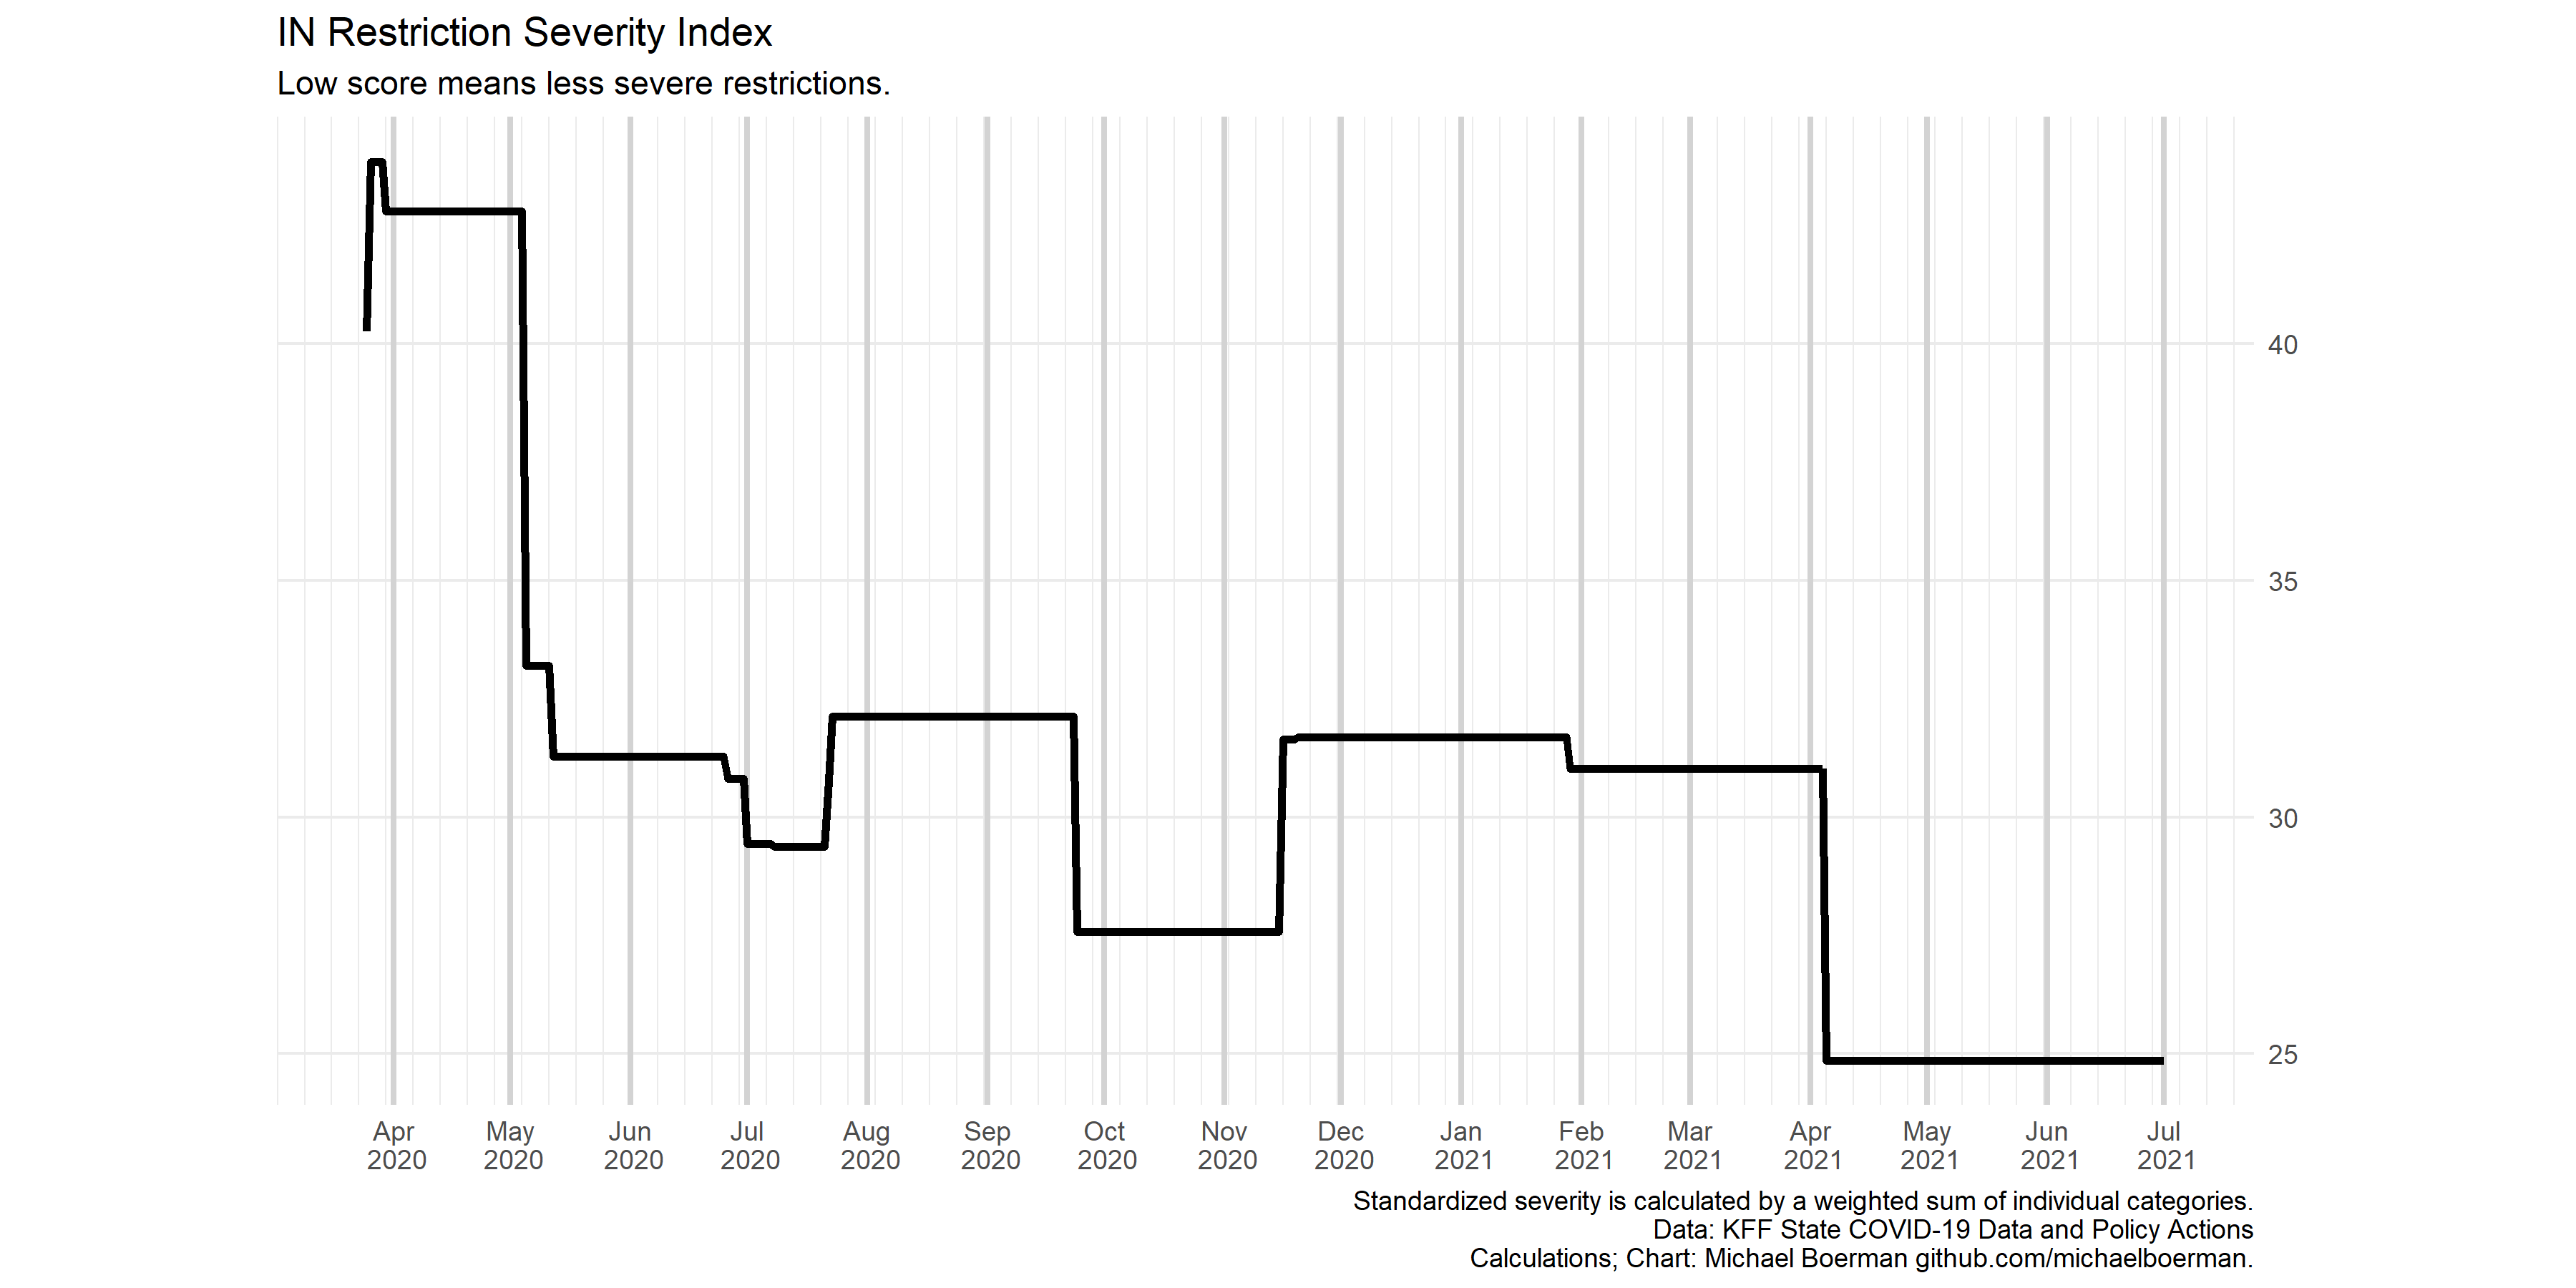 IN Restriction Severity Index
Low score means less severe restrictions.
40
35
30
25
Apr May Jun Jul Aug Sep Oct Nov Dec Jan Feb Mar Apr May Jun Jul
2020 2020 2020 2020 2020 2020 2020 2020 2020 2021 2021 2021 2021 2021 2021 2021
Standardized severity is calculated by a weighted sum of individual categories.
Data: KFF State COVID-19 Data and Policy Actions
Calculations; Chart: Michael Boerman github.com/michaelboerman.